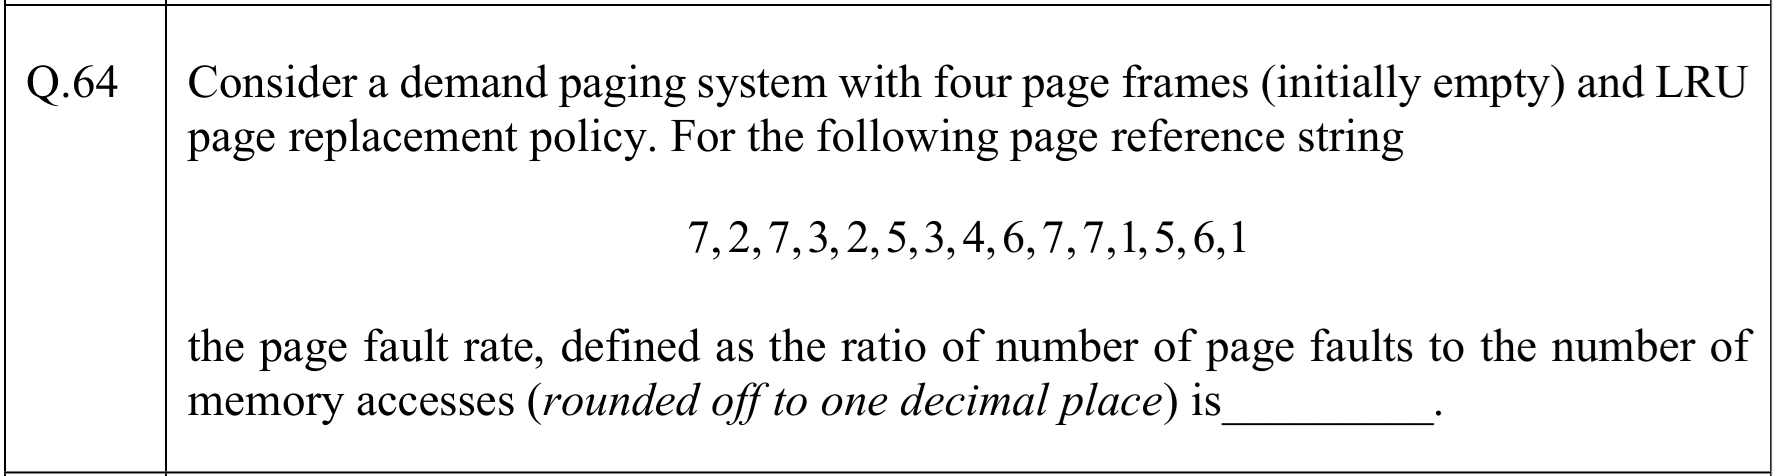 Q.64 Consider a demand paging system with four page frames (initially empty) and LRU
page replacement policy. For the following page reference string
7, 2, 7, 3, 2, 5, 3, 4, 6, 7, 7, 1, 5, 6, 1
the page fault rate, defined as the ratio of number of page faults to the number of
memory accesses (rounded off to one decimal place) is_________.